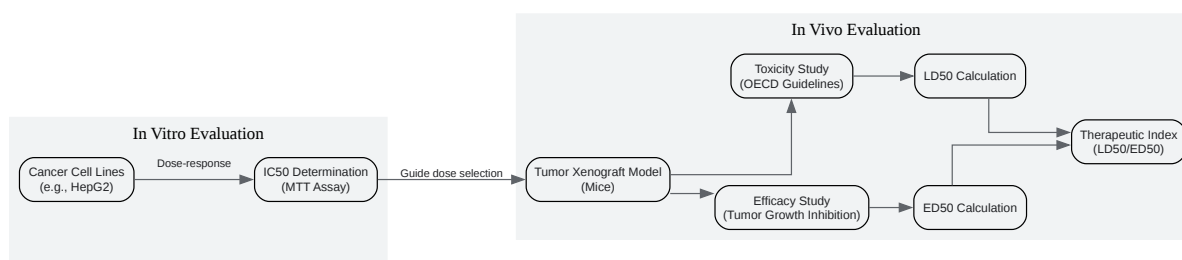 In Vitro Evaluation
Cancer Cell Lines
(e.g., HepG2)
Dose-response
IC50 Determination
(MTT Assay)
Guide dose selection
In Vivo Evaluation
Tumor Xenograft Model
(Mice)
Toxicity Study
(OECD Guidelines)
LD50 Calculation
Efficacy Study
(Tumor Growth Inhibition)
ED50 Calculation
Therapeutic Index
(LD50/ED50)